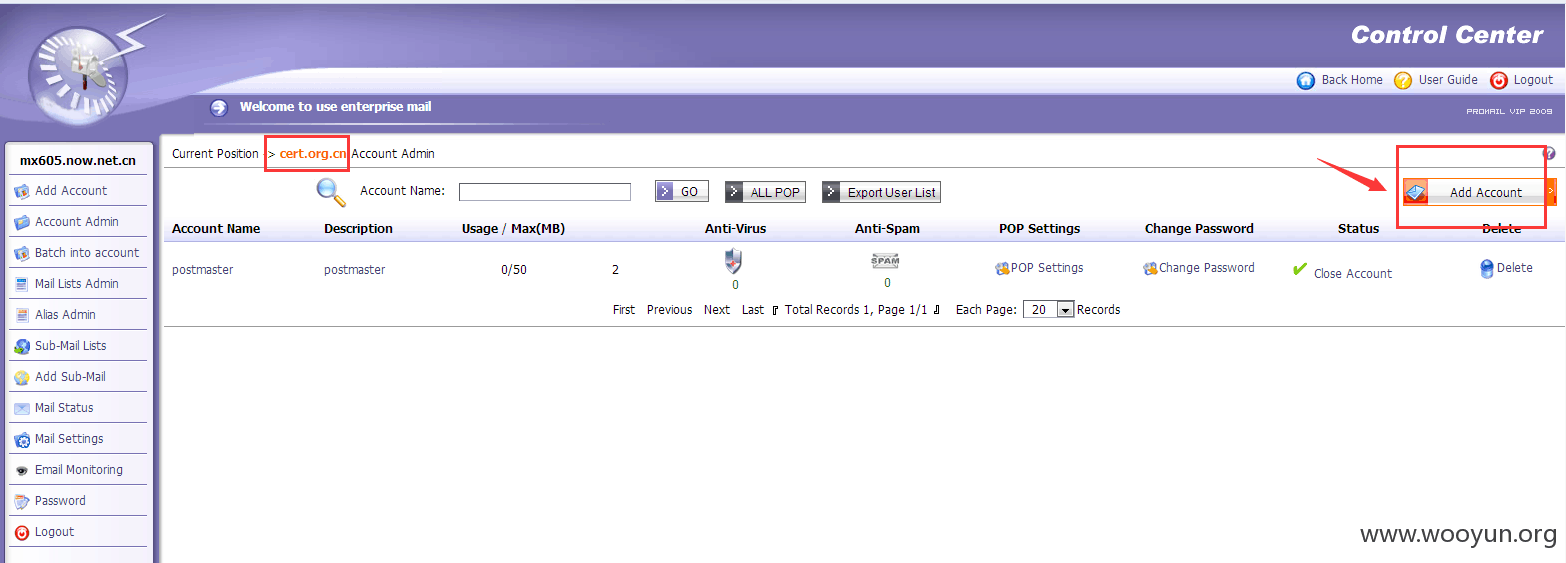 Control Center
Back Home User Guide Logout
Welcome to use enterprise mail
PROMAIL VIP 2009
mx605.now.net.cn
Add Account
Account Admin
Batch into account
Mail Lists Admin
Alias Admin
Sub-Mail Lists
Add Sub-Mail
Mail Status
Mail Settings
Email Monitoring
Password
Logout
Current Position -> cert.org.cn Account Admin
Account Name: GO ALL POP Export User List Add Account
Account Name Description Usage / Max(MB) Anti-Virus Anti-Spam POP Settings Change Password Status Delete
postmaster postmaster 0/50 2 0 SPAM 0 POP Settings Change Password Close Account Delete
First Previous Next Last 『 Total Records 1, Page 1/1 』 Each Page: 20 Records
www.wooyun.org